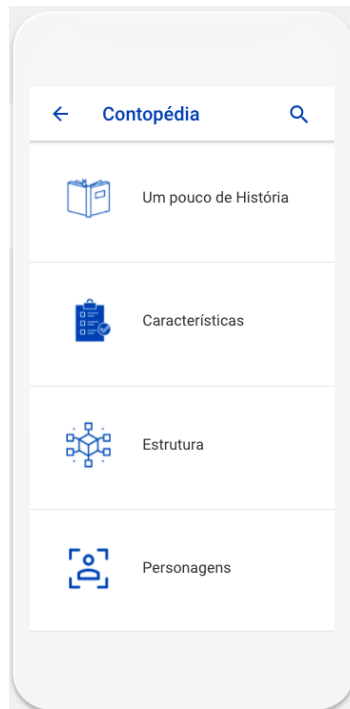 Contopédia
Um pouco de História
Características
Estrutura
Personagens